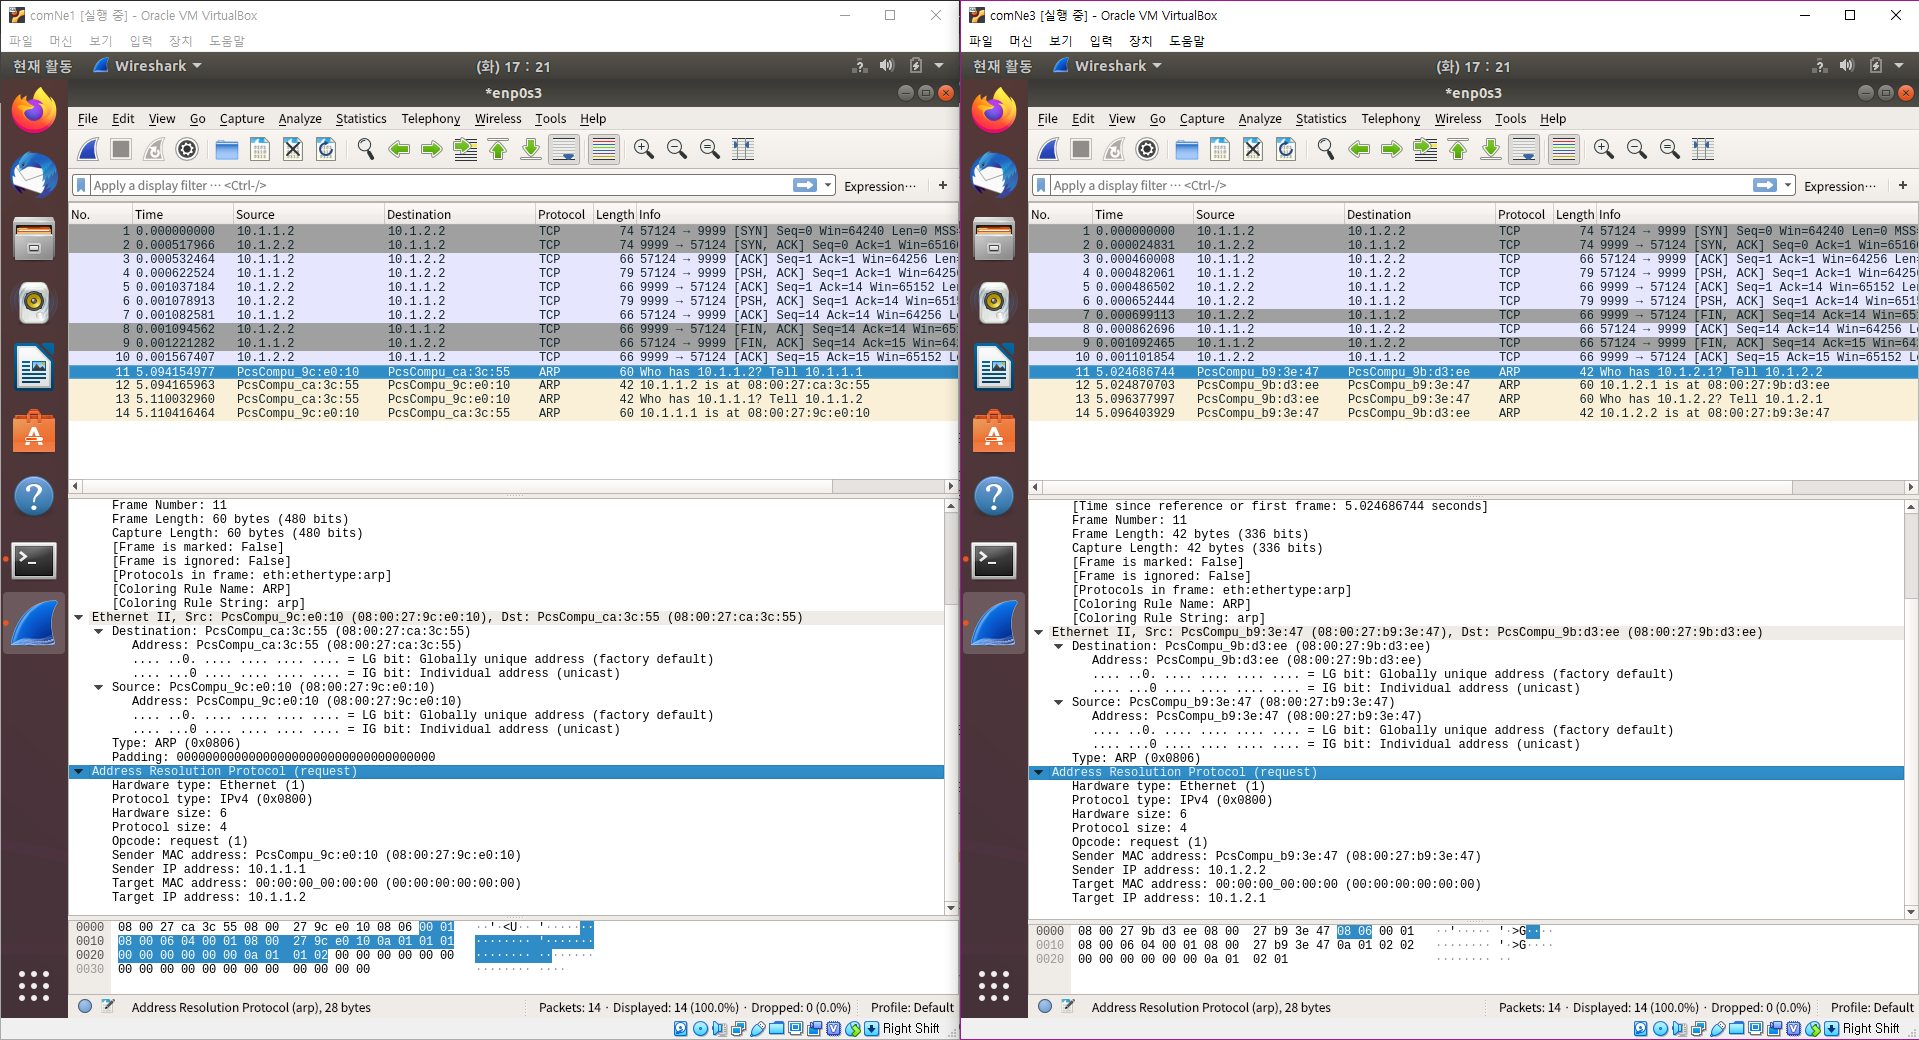 comNe1 [실행 중] - Oracle VM VirtualBox
파일 머신 보기 입력 장치 도움말
현재 활동 Wireshark (화) 17 : 21
*enp0s3
File Edit View Go Capture Analyze Statistics Telephony Wireless Tools Help
Apply a display filter ··· <Ctrl-/> Expression··· +
No. Time Source Destination Protocol Length Info
1 0.000000000 10.1.1.2 10.1.2.2 TCP 74 57124 → 9999 [SYN] Seq=0 Win=64240 Len=0 MSS=
2 0.000517966 10.1.2.2 10.1.1.2 TCP 74 9999 → 57124 [SYN, ACK] Seq=0 Ack=1 Win=6516
3 0.000532464 10.1.1.2 10.1.2.2 TCP 66 57124 → 9999 [ACK] Seq=1 Ack=1 Win=64256 Len=
4 0.000622524 10.1.1.2 10.1.2.2 TCP 79 57124 → 9999 [PSH, ACK] Seq=1 Ack=1 Win=6425
5 0.001037184 10.1.2.2 10.1.1.2 TCP 66 9999 → 57124 [ACK] Seq=1 Ack=14 Win=65152 Le
6 0.001078913 10.1.2.2 10.1.1.2 TCP 79 9999 → 57124 [PSH, ACK] Seq=1 Ack=14 Win=651
7 0.001082581 10.1.1.2 10.1.2.2 TCP 66 57124 → 9999 [ACK] Seq=14 Ack=14 Win=64256 L
8 0.001094562 10.1.2.2 10.1.1.2 TCP 66 9999 → 57124 [FIN, ACK] Seq=14 Ack=14 Win=65
9 0.001221282 10.1.1.2 10.1.2.2 TCP 66 57124 → 9999 [FIN, ACK] Seq=14 Ack=15 Win=64
10 0.001567407 10.1.2.2 10.1.1.2 TCP 66 9999 → 57124 [ACK] Seq=15 Ack=15 Win=65152 L
11 5.094154977 PcsCompu_9c:e0:10 PcsCompu_ca:3c:55 ARP 60 Who has 10.1.1.2? Tell 10.1.1.1
12 5.094165963 PcsCompu_ca:3c:55 PcsCompu_9c:e0:10 ARP 42 10.1.1.2 is at 08:00:27:ca:3c:55
13 5.110032960 PcsCompu_ca:3c:55 PcsCompu_9c:e0:10 ARP 42 Who has 10.1.1.1? Tell 10.1.1.2
14 5.110416464 PcsCompu_9c:e0:10 PcsCompu_ca:3c:55 ARP 60 10.1.1.1 is at 08:00:27:9c:e0:10
Frame Number: 11
Frame Length: 60 bytes (480 bits)
Capture Length: 60 bytes (480 bits)
[Frame is marked: False]
[Frame is ignored: False]
[Protocols in frame: eth:ethertype:arp]
[Coloring Rule Name: ARP]
[Coloring Rule String: arp]
Ethernet II, Src: PcsCompu_9c:e0:10 (08:00:27:9c:e0:10), Dst: PcsCompu_ca:3c:55 (08:00:27:ca:3c:55)
Destination: PcsCompu_ca:3c:55 (08:00:27:ca:3c:55)
Address: PcsCompu_ca:3c:55 (08:00:27:ca:3c:55)
.... ..0. .... .... .... .... = LG bit: Globally unique address (factory default)
.... ...0 .... .... .... .... = IG bit: Individual address (unicast)
Source: PcsCompu_9c:e0:10 (08:00:27:9c:e0:10)
Address: PcsCompu_9c:e0:10 (08:00:27:9c:e0:10)
.... ..0. .... .... .... .... = LG bit: Globally unique address (factory default)
.... ...0 .... .... .... .... = IG bit: Individual address (unicast)
Type: ARP (0x0806)
Padding: 000000000000000000000000000000000000
Address Resolution Protocol (request)
Hardware type: Ethernet (1)
Protocol type: IPv4 (0x0800)
Hardware size: 6
Protocol size: 4
Opcode: request (1)
Sender MAC address: PcsCompu_9c:e0:10 (08:00:27:9c:e0:10)
Sender IP address: 10.1.1.1
Target MAC address: 00:00:00_00:00:00 (00:00:00:00:00:00)
Target IP address: 10.1.1.2
0000 08 00 27 ca 3c 55 08 00 27 9c e0 10 08 06 00 01 ··'·<U·· '·······
0010 08 00 06 04 00 01 08 00 27 9c e0 10 0a 01 01 01 ········ '·······
0020 00 00 00 00 00 00 0a 01 01 02 00 00 00 00 00 00 ········ ········
0030 00 00 00 00 00 00 00 00 00 00 00 00 ········ ····
Address Resolution Protocol (arp), 28 bytes Packets: 14 · Displayed: 14 (100.0%) · Dropped: 0 (0.0%) Profile: Default
Right Shift
comNe3 [실행 중] - Oracle VM VirtualBox
파일 머신 보기 입력 장치 도움말
현재 활동 Wireshark (화) 17 : 21
*enp0s3
File Edit View Go Capture Analyze Statistics Telephony Wireless Tools Help
Apply a display filter ··· <Ctrl-/> Expression··· +
No. Time Source Destination Protocol Length Info
1 0.000000000 10.1.1.2 10.1.2.2 TCP 74 57124 → 9999 [SYN] Seq=0 Win=64240 Len=0 MSS=
2 0.000024831 10.1.2.2 10.1.1.2 TCP 74 9999 → 57124 [SYN, ACK] Seq=0 Ack=1 Win=6516
3 0.000460008 10.1.1.2 10.1.2.2 TCP 66 57124 → 9999 [ACK] Seq=1 Ack=1 Win=64256 Len=
4 0.000482061 10.1.1.2 10.1.2.2 TCP 79 57124 → 9999 [PSH, ACK] Seq=1 Ack=1 Win=6425
5 0.000486502 10.1.2.2 10.1.1.2 TCP 66 9999 → 57124 [ACK] Seq=1 Ack=14 Win=65152 Le
6 0.000652444 10.1.2.2 10.1.1.2 TCP 79 9999 → 57124 [PSH, ACK] Seq=1 Ack=14 Win=651
7 0.000699113 10.1.2.2 10.1.1.2 TCP 66 9999 → 57124 [FIN, ACK] Seq=14 Ack=14 Win=65
8 0.000862696 10.1.1.2 10.1.2.2 TCP 66 57124 → 9999 [ACK] Seq=14 Ack=14 Win=64256 L
9 0.001092465 10.1.1.2 10.1.2.2 TCP 66 57124 → 9999 [FIN, ACK] Seq=14 Ack=15 Win=64
10 0.001101854 10.1.2.2 10.1.1.2 TCP 66 9999 → 57124 [ACK] Seq=15 Ack=15 Win=65152 L
11 5.024686744 PcsCompu_b9:3e:47 PcsCompu_9b:d3:ee ARP 42 Who has 10.1.2.1? Tell 10.1.2.2
12 5.024870703 PcsCompu_9b:d3:ee PcsCompu_b9:3e:47 ARP 60 10.1.2.1 is at 08:00:27:9b:d3:ee
13 5.096377997 PcsCompu_9b:d3:ee PcsCompu_b9:3e:47 ARP 60 Who has 10.1.2.2? Tell 10.1.2.1
14 5.096403929 PcsCompu_b9:3e:47 PcsCompu_9b:d3:ee ARP 42 10.1.2.2 is at 08:00:27:b9:3e:47
[Time since reference or first frame: 5.024686744 seconds]
Frame Number: 11
Frame Length: 42 bytes (336 bits)
Capture Length: 42 bytes (336 bits)
[Frame is marked: False]
[Frame is ignored: False]
[Protocols in frame: eth:ethertype:arp]
[Coloring Rule Name: ARP]
[Coloring Rule String: arp]
Ethernet II, Src: PcsCompu_b9:3e:47 (08:00:27:b9:3e:47), Dst: PcsCompu_9b:d3:ee (08:00:27:9b:d3:ee)
Destination: PcsCompu_9b:d3:ee (08:00:27:9b:d3:ee)
Address: PcsCompu_9b:d3:ee (08:00:27:9b:d3:ee)
.... ..0. .... .... .... .... = LG bit: Globally unique address (factory default)
.... ...0 .... .... .... .... = IG bit: Individual address (unicast)
Source: PcsCompu_b9:3e:47 (08:00:27:b9:3e:47)
Address: PcsCompu_b9:3e:47 (08:00:27:b9:3e:47)
.... ..0. .... .... .... .... = LG bit: Globally unique address (factory default)
.... ...0 .... .... .... .... = IG bit: Individual address (unicast)
Type: ARP (0x0806)
Address Resolution Protocol (request)
Hardware type: Ethernet (1)
Protocol type: IPv4 (0x0800)
Hardware size: 6
Protocol size: 4
Opcode: request (1)
Sender MAC address: PcsCompu_b9:3e:47 (08:00:27:b9:3e:47)
Sender IP address: 10.1.2.2
Target MAC address: 00:00:00_00:00:00 (00:00:00:00:00:00)
Target IP address: 10.1.2.1
0000 08 00 27 9b d3 ee 08 00 27 b9 3e 47 08 06 00 01 ··'····· '·>G····
0010 08 00 06 04 00 01 08 00 27 b9 3e 47 0a 01 02 02 ········ '·>G····
0020 00 00 00 00 00 00 0a 01 02 01 ········ ··
Address Resolution Protocol (arp), 28 bytes Packets: 14 · Displayed: 14 (100.0%) · Dropped: 0 (0.0%) Profile: Default
Right Shift